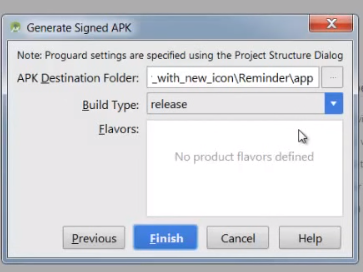 Generate Signed APK
Note: Proguard settings are specified using the Project Structure Dialog
APK Destination Folder: _with_new_icon\Reminder\app ...
Build Type: release
Flavors:
No product flavors defined
Previous Finish Cancel Help